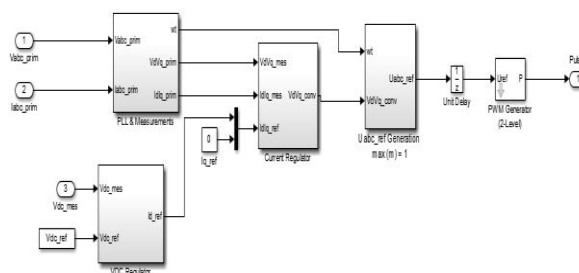 1
Vabc_prim
2
Iabc_prim
Vabc_prim
Iabc_prim
wt
VdVq_prim
IdIq_prim
PLL & Measurements
VdVq_mes
IdIq_mes
IdIq_ref
VdVq_conv
Current Regulator
0
Iq_ref
wt
VdVq_conv
Uabc_ref
Uabc_ref Generation
max (m) = 1
1
z
Unit Delay
Uref
P
PWM Generator
(2-Level)
Puls
1
3
Vdc_mes
Vdc_ref
Vdc_mes
Vdc_ref
Id_ref
VDC Regulator